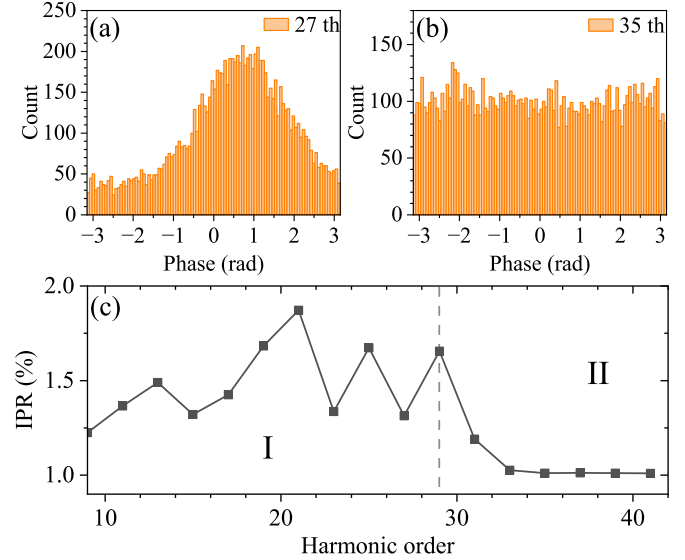 (a)
27 th
250
200
150
100
50
0
Count
−3 −2 −1 0 1 2 3
Phase (rad)
(b)
35 th
150
100
50
0
Count
−3 −2 −1 0 1 2 3
Phase (rad)
(c)
2.0
1.5
1.0
IPR (%)
I
II
10 20 30 40
Harmonic order